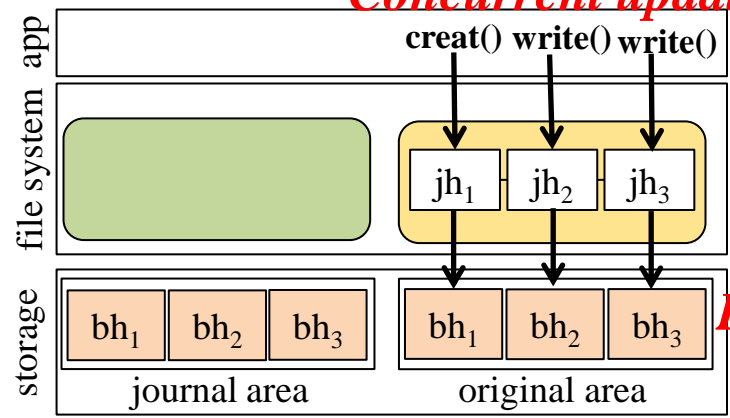 Concurrent
app
creat() write() write()
file system
jh₁ jh₂ jh₃
storage
bh₁ bh₂ bh₃ bh₁ bh₂ bh₃
journal area original area